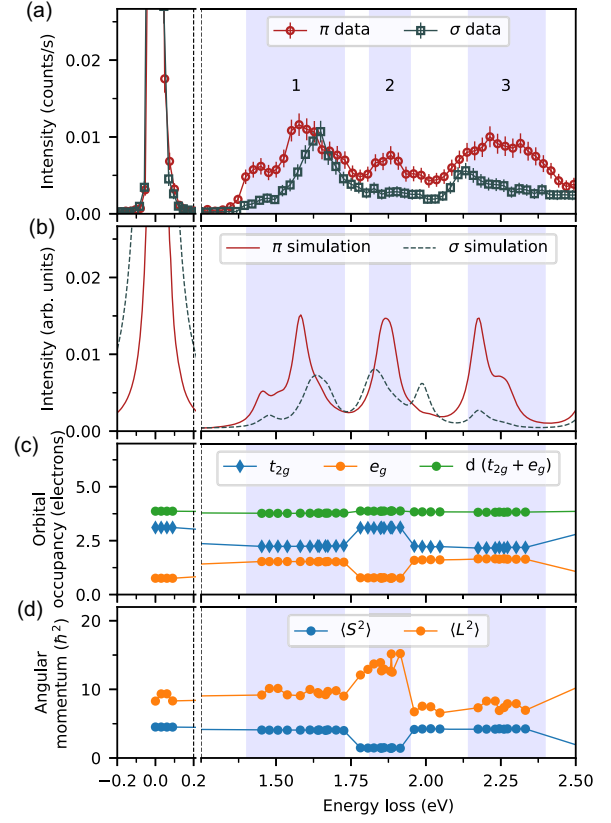 (a)
π data
σ data
1
2
3
Intensity (counts/s)
0.02
0.01
0.00
(b)
π simulation
σ simulation
Intensity (arb. units)
0.02
0.01
0.00
(c)
t2g
eg
d (t2g + eg)
Orbital
occupancy (electrons)
5.0
2.5
0.0
(d)
⟨S²⟩
⟨L²⟩
Angular
momentum (ℏ²)
20
10
0
−0.2 0.0 0.2 1.50 1.75 2.00 2.25 2.50
Energy loss (eV)